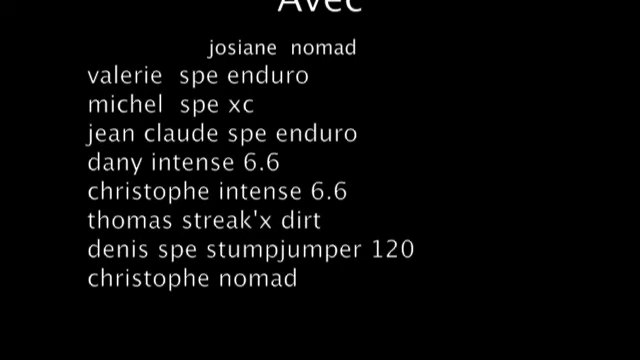 Avec
josiane nomad
valerie spe enduro
michel spe xc
jean claude spe enduro
dany intense 6.6
christophe intense 6.6
thomas streak'x dirt
denis spe stumpjumper 120
christophe nomad